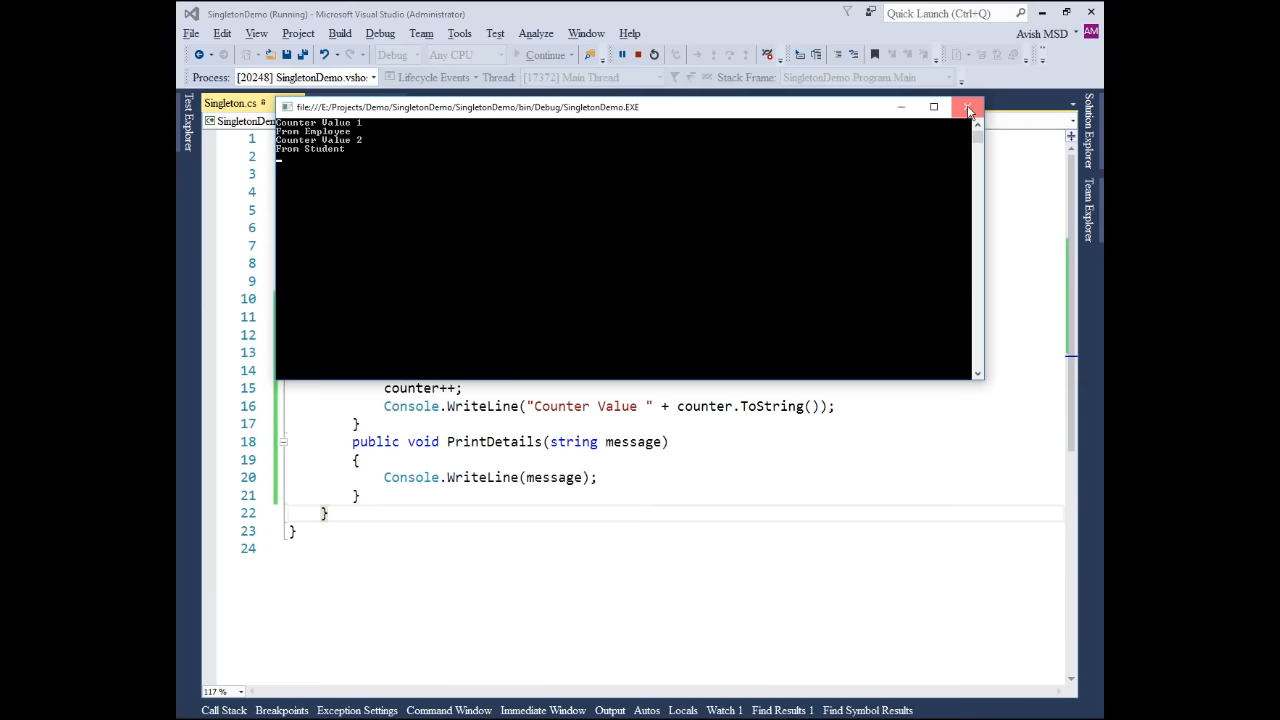 SingletonDemo (Running) - Microsoft Visual Studio (Administrator)
Quick Launch (Ctrl+Q)
File Edit View Project Build Debug Team Tools Test Analyze Window Help
Avish MSD AM
Debug Any CPU Continue
Process: [20248] SingletonDemo.vsho: Lifecycle Events Thread: [17372] Main Thread Stack Frame: SingletonDemo.Program.Main
Test Explorer
Singleton.cs
SingletonDem
file:///E:/Projects/Demo/SingletonDemo/SingletonDemo/bin/Debug/SingletonDemo.EXE
Counter Value 1
From Employee
Counter Value 2
From Student
Solution Explorer
Team Explorer
1
2
3
4
5
6
7
8
9
10
11
12
13
14
15 counter++;
16 Console.WriteLine("Counter Value " + counter.ToString());
17 }
18 public void PrintDetails(string message)
19 {
20 Console.WriteLine(message);
21 }
22 }
23 }
24
117 %
Call Stack Breakpoints Exception Settings Command Window Immediate Window Output Autos Locals Watch 1 Find Results 1 Find Symbol Results